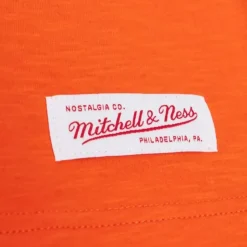 NOSTALGIA CO.
Mitchell & Ness
PHILADELPHIA, PA.